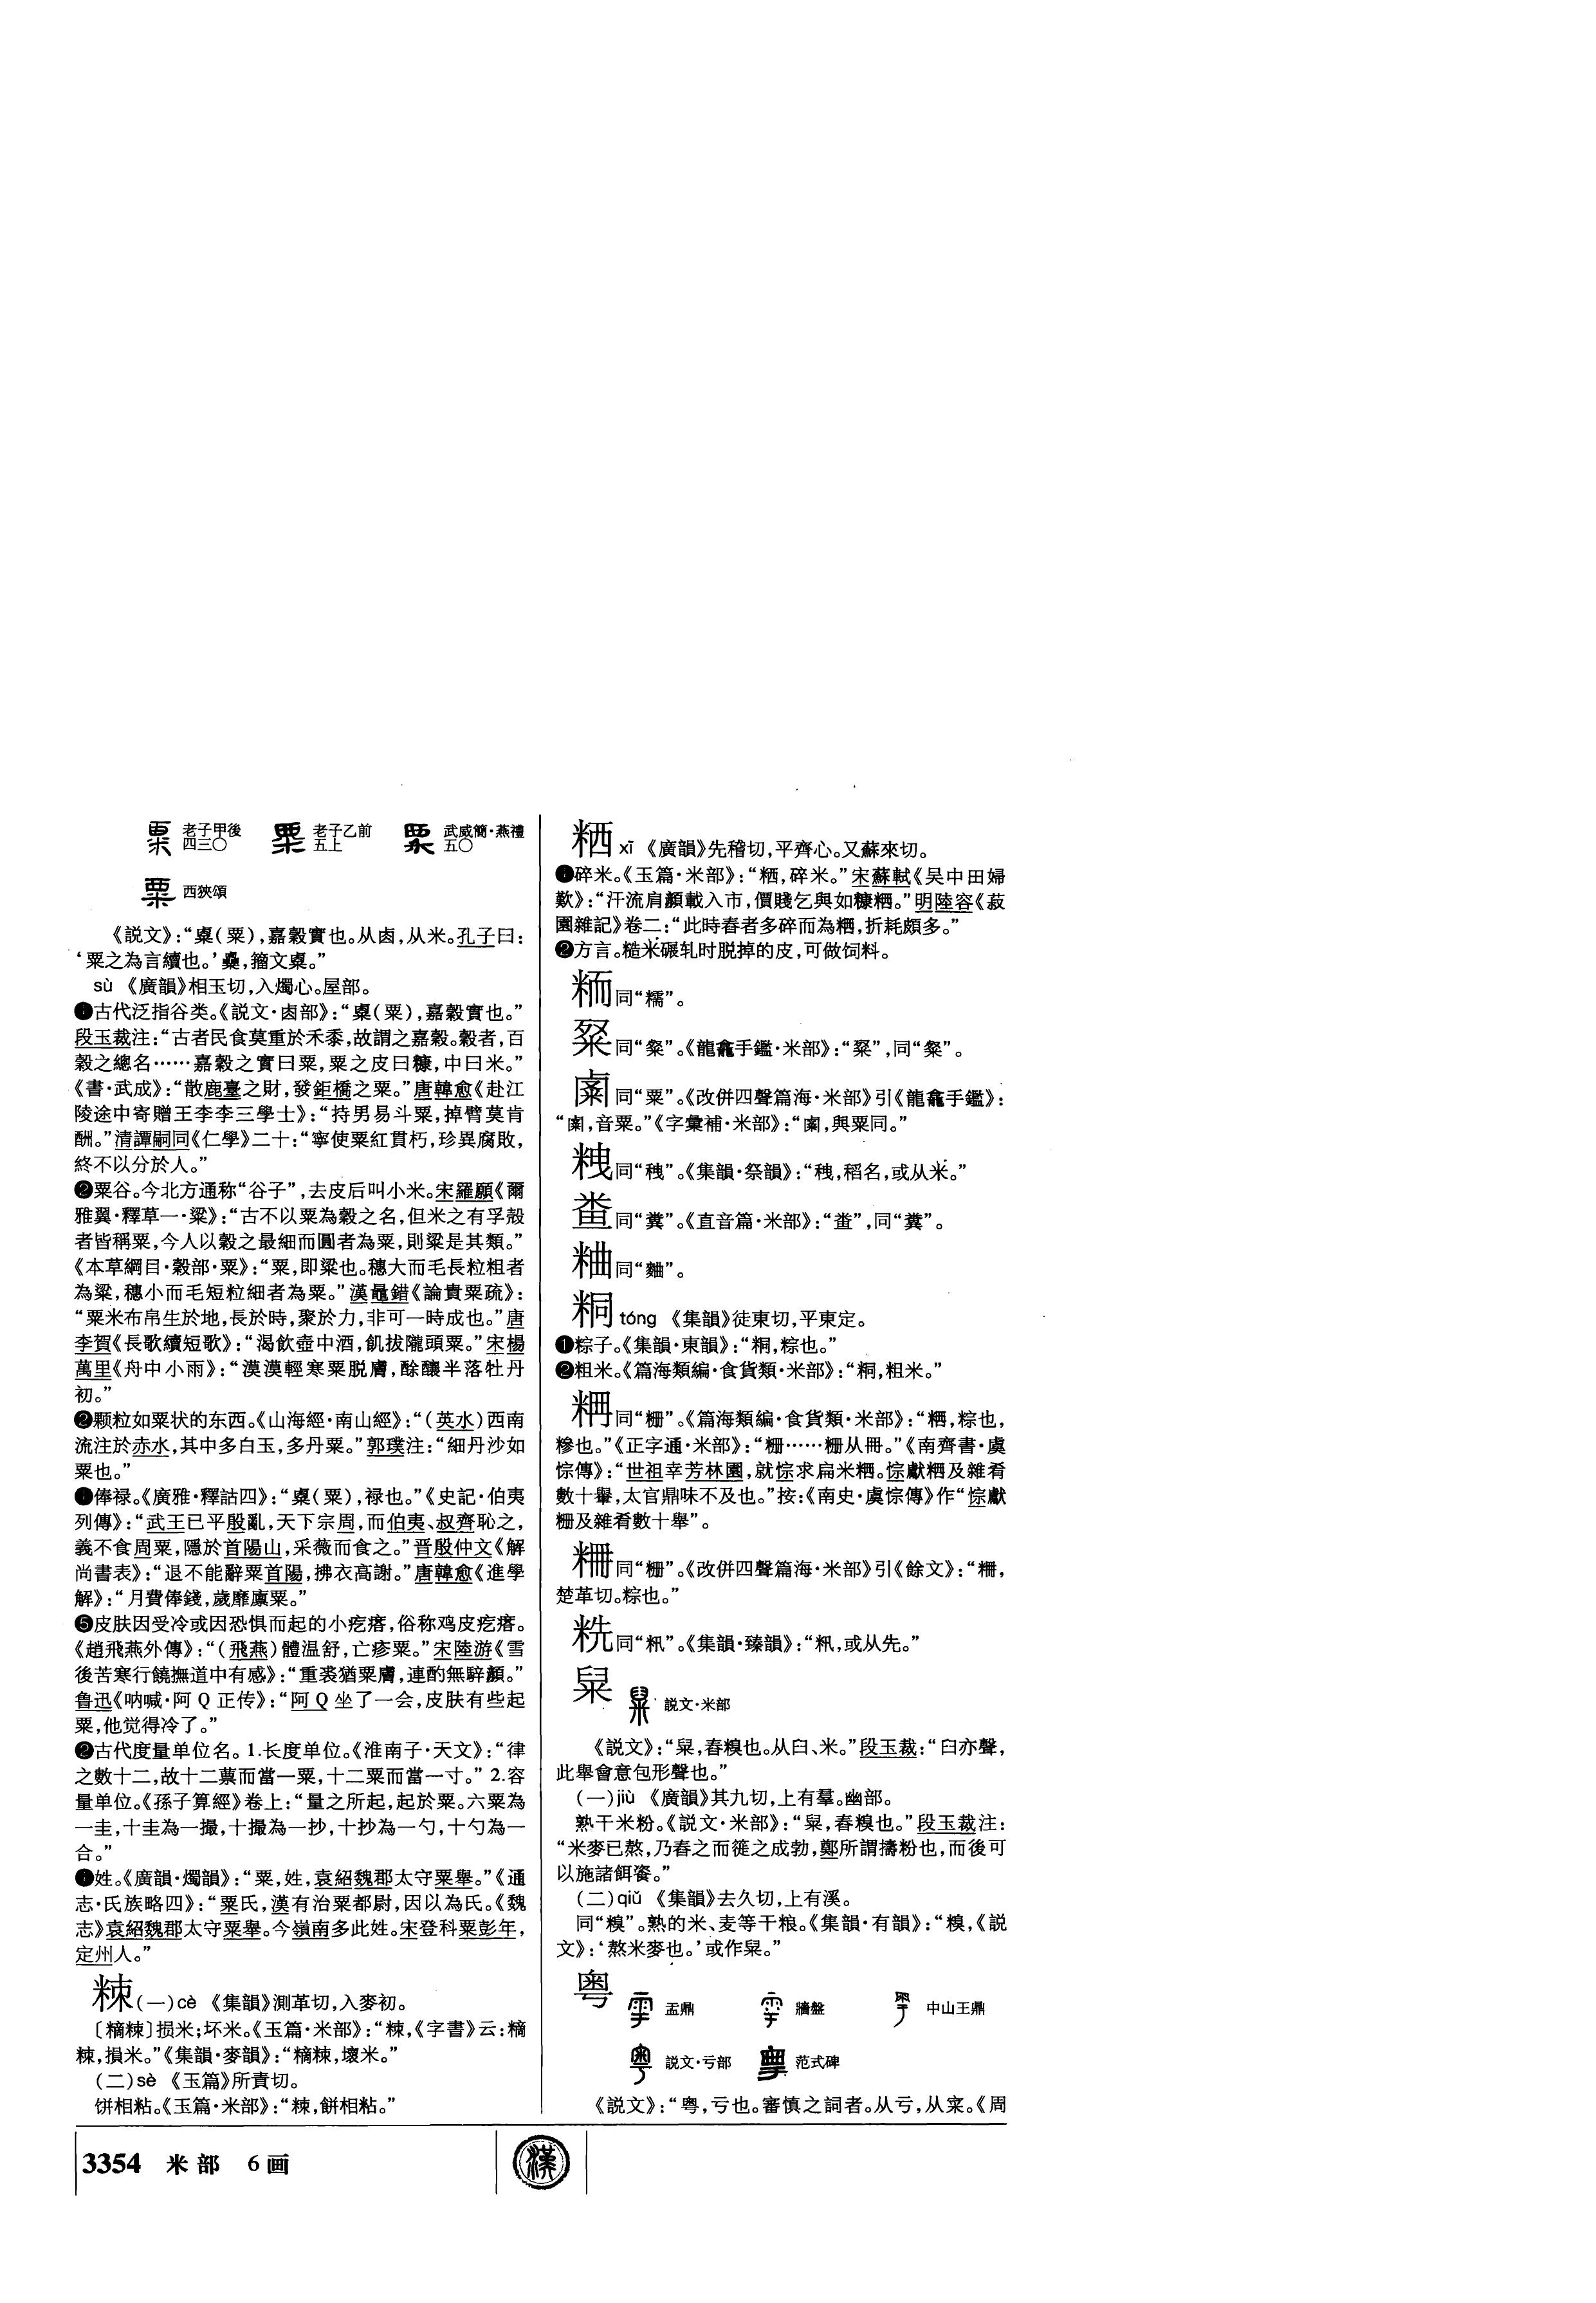 老子甲後
四三〇
老子乙前
五上
武威簡·燕禮
五〇
西狹頌
《説文》：“𥻆（粟），嘉穀實也。从卤，从米。孔子曰：
‘粟之為言續也。’，籀文𥻆。”
sù 《廣韻》相玉切，入燭心。屋部。
古代泛指谷类。《説文·卤部》：“𥻆（粟），嘉穀實也。”
段玉裁注：“古者民食莫重於禾黍，故謂之嘉穀。穀者，百
穀之總名……嘉穀之實曰粟，粟之皮曰糠，中曰米。”
《書·武成》：“散鹿臺之財，發鉅橋之粟。”唐韓愈《赴江
陵途中寄贈王李李三學士》：“持男易斗粟，掉臂莫肯
酬。”清譚嗣同《仁學》二十：“寧使粟紅貫朽，珍異腐敗，
終不以分於人。”
❷粟谷。今北方通称“谷子”，去皮后叫小米。宋羅願《爾
雅翼·釋草一·粱》：“古不以粟為穀之名，但米之有孚殻
者皆稱粟，今人以穀之最細而圓者為粟，則粱是其類。”
《本草綱目·穀部·粟》：“粟，即粱也。穗大而毛長粒粗者
為粱，穗小而毛短粒細者為粟。”漢鼂錯《論貴粟疏》：
“粟米布帛生於地，長於時，聚於力，非可一時成也。”唐
李賀《長歌續短歌》：“渴飲壺中酒，飢拔隴頭粟。”宋楊
萬里《舟中小雨》：“漠漠輕寒粟脱膚，酴釀半落牡丹
初。”
❷颗粒如粟状的东西。《山海經·南山經》：“（英水）西南
流注於赤水，其中多白玉，多丹粟。”郭璞注：“細丹沙如
粟也。”
俸禄。《廣雅·釋詁四》：“𥻆（粟），禄也。”《史記·伯夷
列傳》：“武王已平殷亂，天下宗周，而伯夷、叔齊恥之，
義不食周粟，隱於首陽山，采薇而食之。”晋殷仲文《解
尚書表》：“退不能辭粟首陽，拂衣高謝。”唐韓愈《進學
解》：“月費俸錢，歲靡廩粟。”
❺皮肤因受冷或因恐惧而起的小疙瘩，俗称鸡皮疙瘩。
《趙飛燕外傳》：“（飛燕）體温舒，亡疹粟。”宋陸游《雪
後苦寒行饒撫道中有感》：“重裘猶粟膚，連酌無騂顔。”
鲁迅《呐喊·阿Q正传》：“阿Q坐了一会，皮肤有些起
粟，他觉得冷了。”
❷古代度量单位名。1.长度单位。《淮南子·天文》：“律
之數十二，故十二蔈而當一粟，十二粟而當一寸。”2.容
量单位。《孫子算經》卷上：“量之所起，起於粟。六粟為
一圭，十圭為一撮，十撮為一抄，十抄為一勺，十勺為一
合。”
姓。《廣韻·燭韻》：“粟，姓，袁紹魏郡太守粟舉。”《通
志·氏族略四》：“粟氏，漢有治粟都尉，因以為氏。《魏
志》袁紹魏郡太守粟舉。今嶺南多此姓。宋登科粟彭年，
定州人。”
粣（一）cè 《集韻》測革切，入麥初。
〔䊞〕损米；坏米。《玉篇·米部》：“，《字書》云：
，損米。”《集韻·麥韻》：“，壞米。”
（二）sè 《玉篇》所責切。
饼相粘。《玉篇·米部》：“，餅相粘。”
粞 xī 《廣韻》先稽切，平齊心。又蘇來切。
碎米。《玉篇·米部》：“粞，碎米。”宋蘇軾《吴中田婦
歎》：“汗流肩顏載入市，價賤乞與如糠粞。”明陸容《菽
園雜記》卷二：“此時舂者多碎而為粞，折耗頗多。”
❷方言。糙米碾轧时脱掉的皮，可做饲料。
粫同“糯”。
同“粲”。《龍龕手鑑·米部》：“”，同“粲”。
同“粟”。《改併四聲篇海·米部》引《龍龕手鑑》：
“，音粟。”《字彙補·米部》：“，與粟同。”
同“䅖”。《集韻·祭韻》：“，稻名，或从米。”
同“糞”。《直音篇·米部》：“”，同“糞”。
粬同“麯”。
粡 tóng 《集韻》徒東切，平東定。
❶粽子。《集韻·東韻》：“粡，粽也。”
❷粗米。《篇海類編·食貨類·米部》：“粡，粗米。”
同“粣”。《篇海類編·食貨類·米部》：“，粽也，
糝也。”《正字通·米部》：“粣……粣从冊。”《南齊書·虞
悰傳》：“世祖幸芳林園，就悰求扁米。悰獻及雜肴
數十轝，太官鼎味不及也。”按：《南史·虞悰傳》作“悰獻
粣及雜肴數十轝”。
同“粣”。《改併四聲篇海·米部》引《餘文》：“，
楚革切。粽也。”
粩同“籸”。《集韻·臻韻》：“籸，或从先。”
臼米 説文·米部
《説文》：“，舂糗也。从臼、米。”段玉裁：“臼亦聲，
此舉會意包形聲也。”
（一）jiù 《廣韻》其九切，上有羣。幽部。
熟干米粉。《説文·米部》：“，舂糗也。”段玉裁注：
“米麥已熬，乃舂之而簁之成勃，鄭所謂擣粉也，而後可
以施諸餌餈。”
（二）qiǔ 《集韻》去久切，上有溪。
同“糗”。熟的米、麦等干粮。《集韻·有韻》：“糗，《説
文》：‘熬米麥也。’或作。”
粤 盂鼎 牆盤 中山王鼎
説文·亏部 范式碑
《説文》：“粤，亏也。審慎之詞者。从亏，从宷。《周
3354 米部 6画
漢